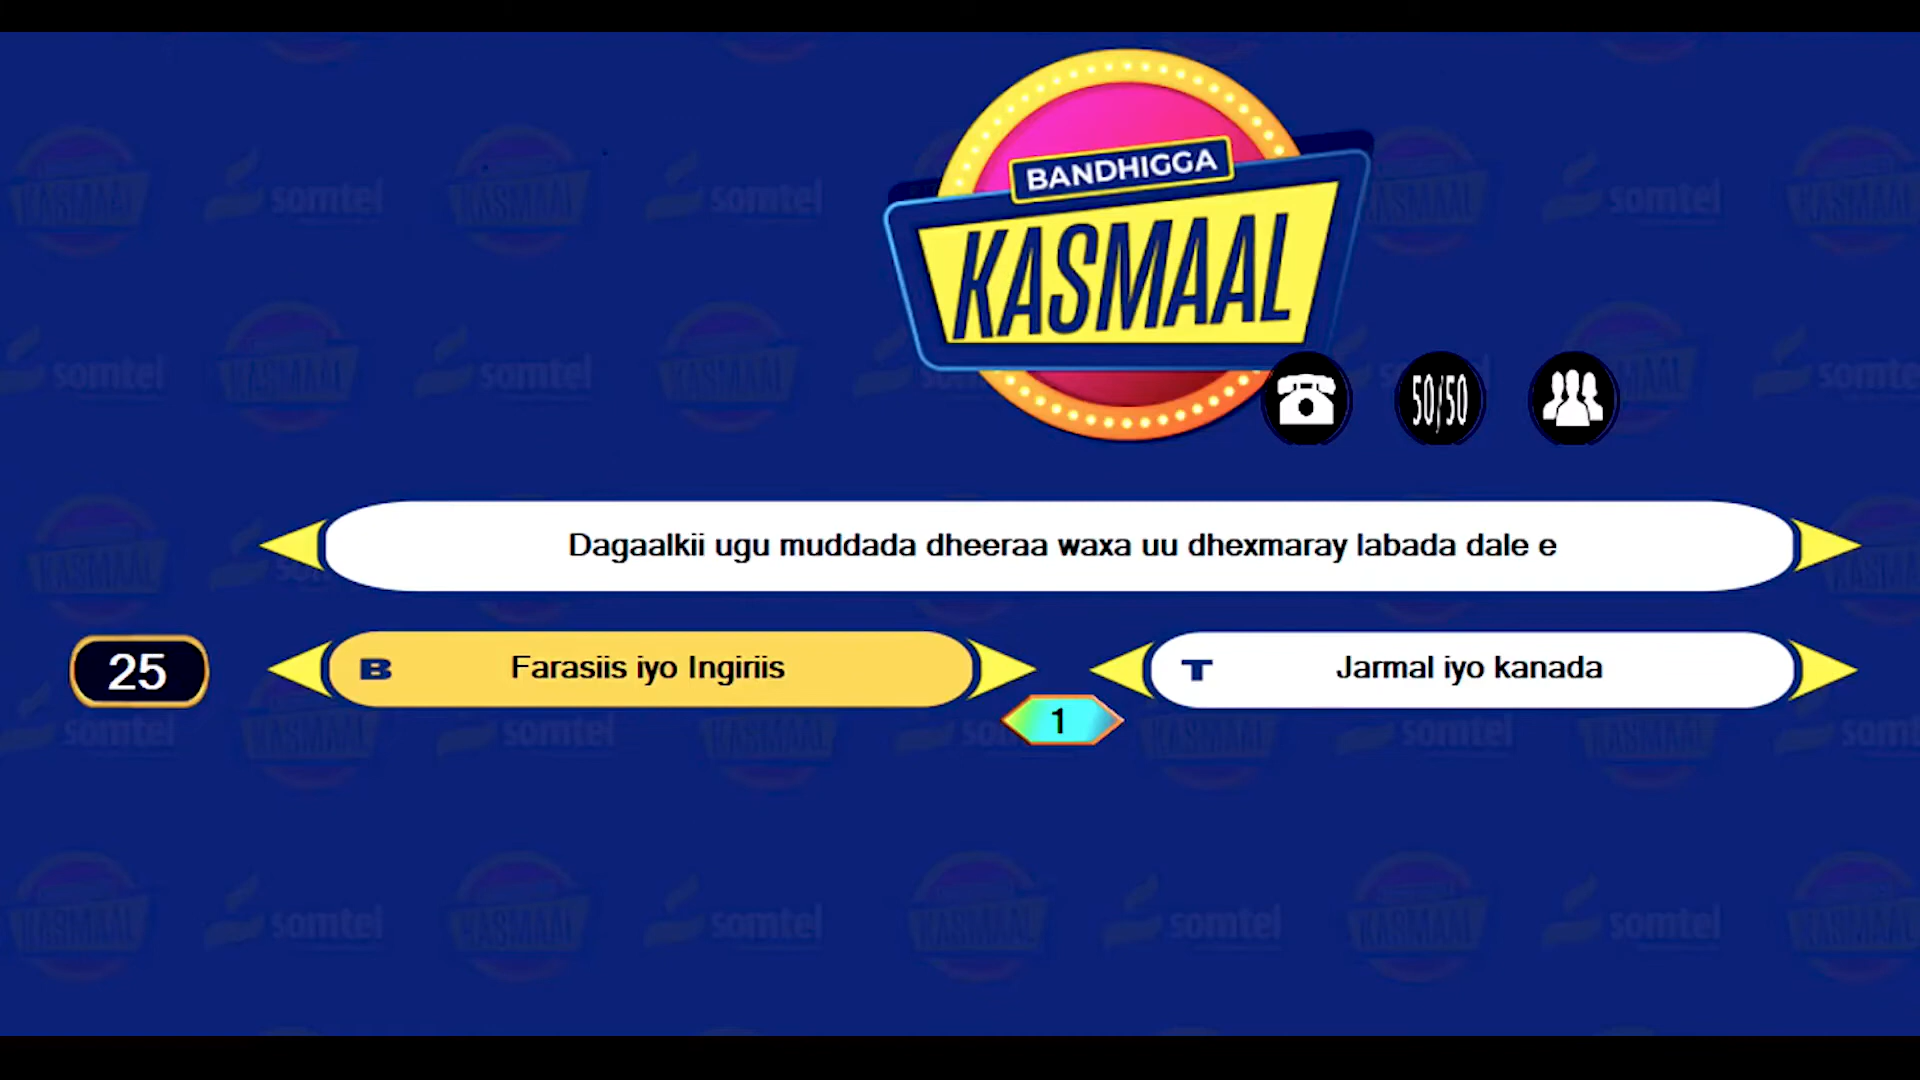 BANDHIGGA
KASMAAL
50/50
Dagaalkii ugu muddada dheeraa waxa uu dhexmaray labada dale e
25
B Farasiis iyo Ingiriis
T Jarmal iyo kanada
1
somtel